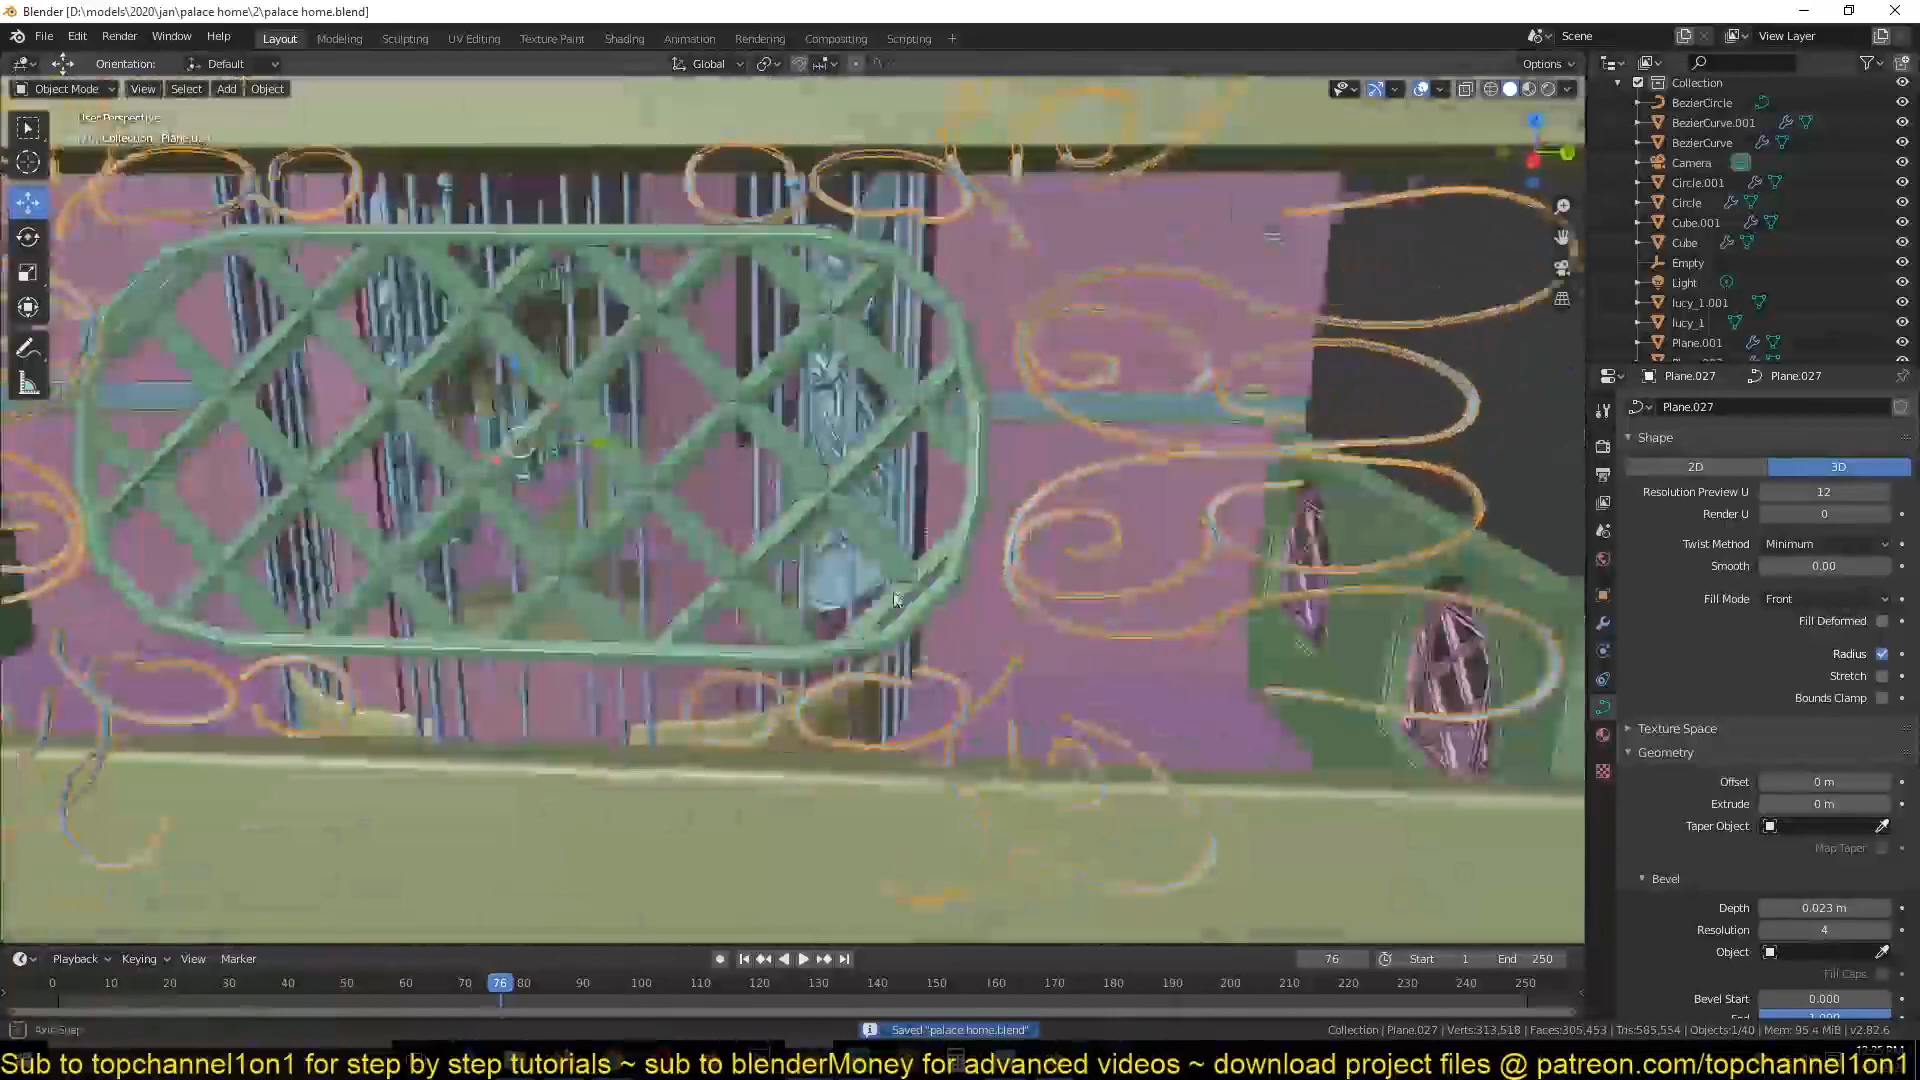 Blender [D:\models\2020\jan\palace home\2\palace home.blend]
File Edit Render Window Help
Layout Modeling Sculpting UV Editing Texture Paint Shading Animation Rendering Compositing Scripting +
Scene View Layer
Orientation: Default Global Options
Object Mode View Select Add Object
User Perspective
Collection
BezierCircle
BezierCurve.001
BezierCurve
Camera
Circle.001
Circle
Cube.001
Cube
Empty
Light
lucy_1.001
lucy_1
Plane.001
Plane.027 Plane.027
Plane.027
Shape
2D 3D
Resolution Preview U 12
Render U 0
Twist Method Minimum
Smooth 0.00
Fill Mode Front
Fill Deformed
Radius
Stretch
Bounds Clamp
Texture Space
Geometry
Offset 0 m
Extrude 0 m
Taper Object
Map Taper
Bevel
Depth 0.023 m
Resolution 4
Object
Fill Caps
Bevel Start 0.000
Playback Keying View Marker 76 Start 1 End 250
0 10 20 30 40 50 60 70 76 80 90 100 110 120 130 140 150 160 170 180 190 200 210 220 230 240 250
Axis Snap Saved "palace home.blend" Collection | Plane.027 | Verts:313,518 | Faces:305,453 | Tris:585,554 | Objects:1/40 | Mem: 95.4 MiB | v2.82.6
Sub to topchannel1on1 for step by step tutorials ~ sub to blenderMoney for advanced videos ~ download project files @ patreon.com/topchannel1on1